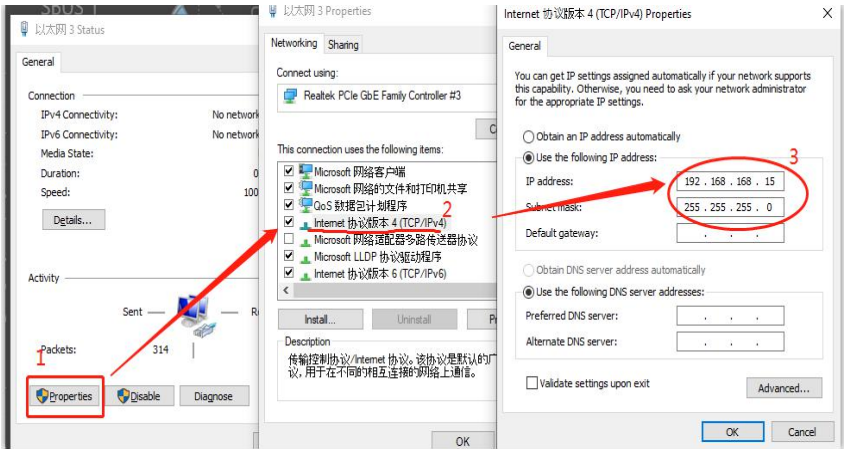 SBUS 1
以太网 3 Status
General
Connection
IPv4 Connectivity: No network
IPv6 Connectivity: No network
Media State:
Duration: 0
Speed: 100
Details...
Activity
Sent
Packets: 314
1
Properties
Disable
Diagnose
以太网 3 Properties
Networking Sharing
Connect using:
Realtek PCIe GbE Family Controller #3
This connection uses the following items:
Microsoft 网络客户端
Microsoft 网络的文件和打印机共享
QoS 数据包计划程序
2
Internet 协议版本 4 (TCP/IPv4)
Microsoft 网络适配器多路传送器协议
Microsoft LLDP 协议驱动程序
Internet 协议版本 6 (TCP/IPv6)
Install...
Uninstall
Description
传输控制协议/Internet 协议。该协议是默认的广
议，用于在不同的相互连接的网络上通信。
OK
Internet 协议版本 4 (TCP/IPv4) Properties
General
You can get IP settings assigned automatically if your network supports
this capability. Otherwise, you need to ask your network administrator
for the appropriate IP settings.
Obtain an IP address automatically
Use the following IP address:
3
IP address: 192 . 168 . 168 . 15
Subnet mask: 255 . 255 . 255 . 0
Default gateway: . . .
Obtain DNS server address automatically
Use the following DNS server addresses:
Preferred DNS server: . . .
Alternate DNS server: . . .
Validate settings upon exit
Advanced...
OK Cancel